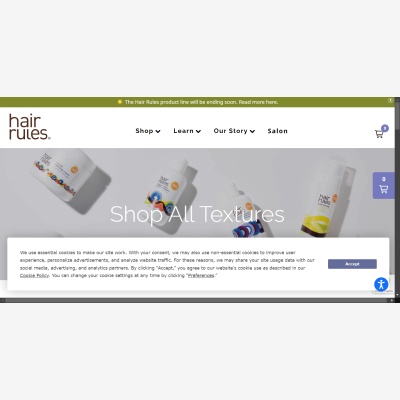 The Hair Rules product line will be ending soon. Read more here.
hair
rules
Shop
Learn
Our Story
Salon
0
0
Shop All Textures
We use essential cookies to make our site work. With your consent, we may also use non-essential cookies to improve user
experience, personalize advertisements, and analyze website traffic. For these reasons, we may share your site usage data with our
social media, advertising, and analytics partners. By clicking "Accept," you agree to our website's cookie use as described in our
Cookie Policy. You can change your cookie settings at any time by clicking "Preferences."
Accept